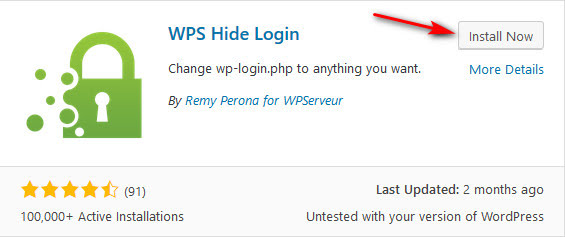 WPS Hide Login
Install Now
Change wp-login.php to anything you want.
More Details
By Remy Perona for WPServeur
(91)
Last Updated: 2 months ago
100,000+ Active Installations
Untested with your version of WordPress